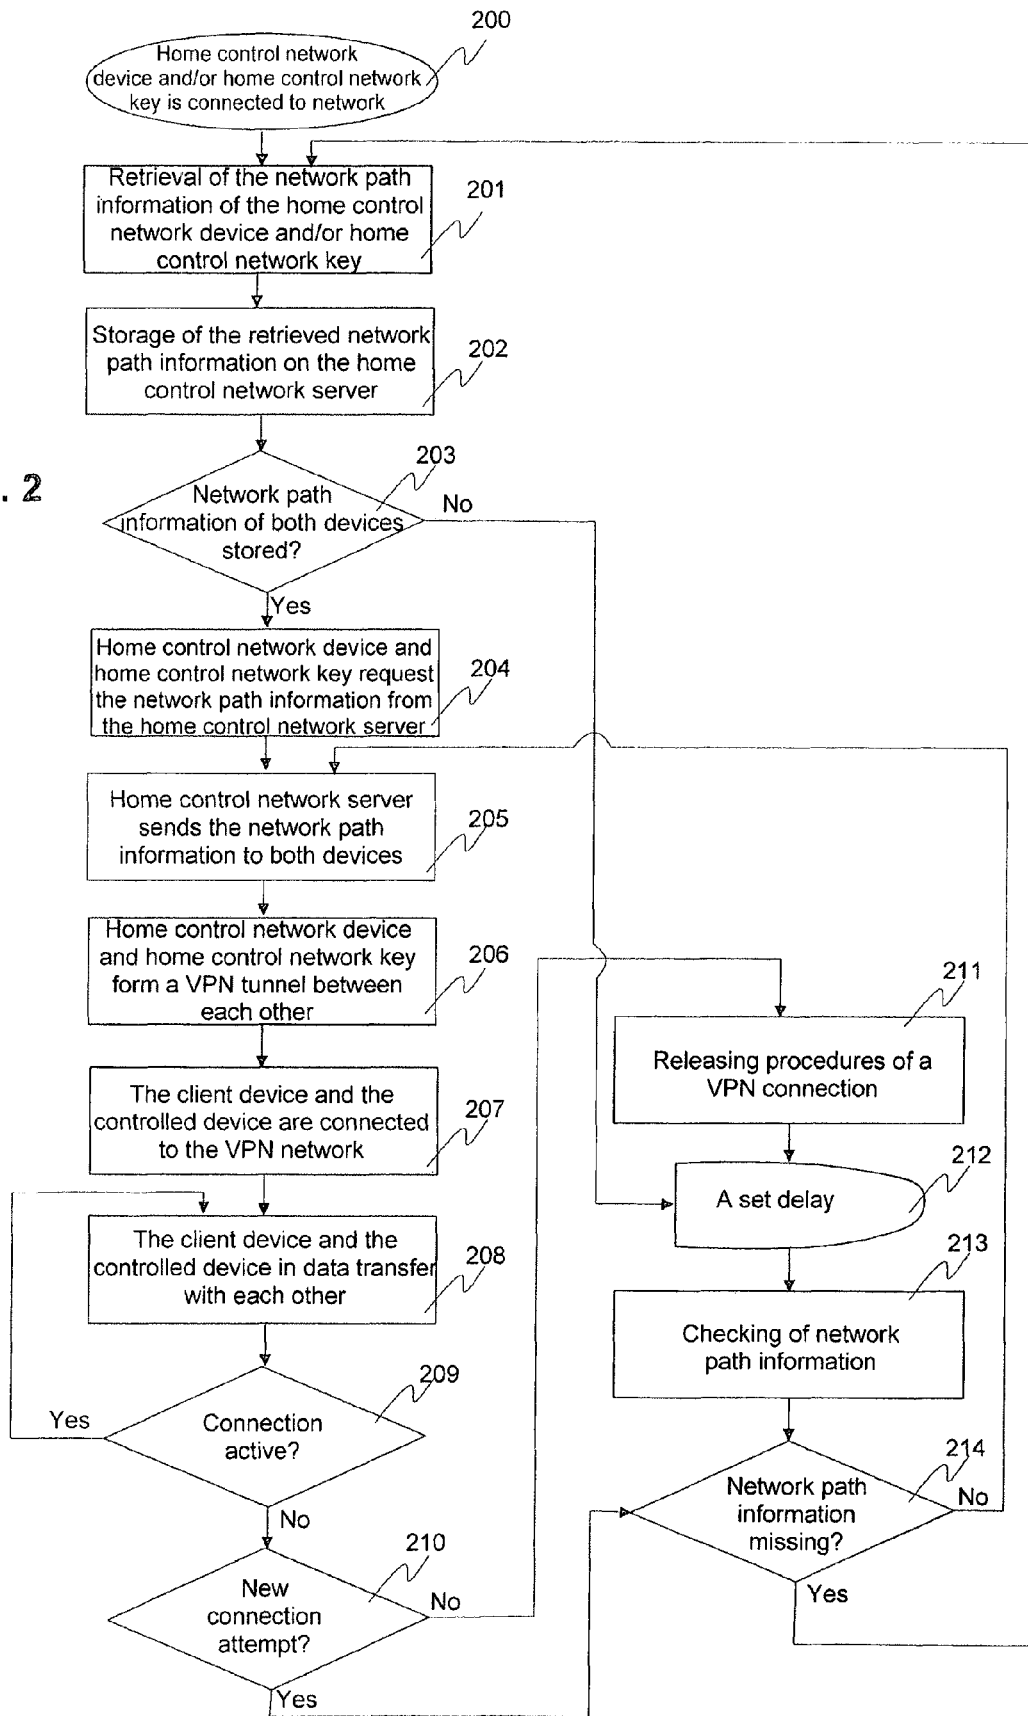 200
Home control network
device and/or home control network
key is connected to network
Retrieval of the network path
information of the home control
network device and/or home
control network key
201
Storage of the retrieved network
path information on the home
control network server
202
. 2
203
Network path
information of both devices
stored?
No
Yes
Home control network device and
home control network key request
the network path information from
the home control network server
204
Home control network server
sends the network path
information to both devices
205
Home control network device
and home control network key
form a VPN tunnel between
each other
206
The client device and the
controlled device are connected
to the VPN network
207
The client device and the
controlled device in data transfer
with each other
208
209
Connection
active?
Yes
No
210
New
connection
attempt?
No
Yes
211
Releasing procedures of a
VPN connection
212
A set delay
213
Checking of network
path information
214
Network path
information
missing?
No
Yes